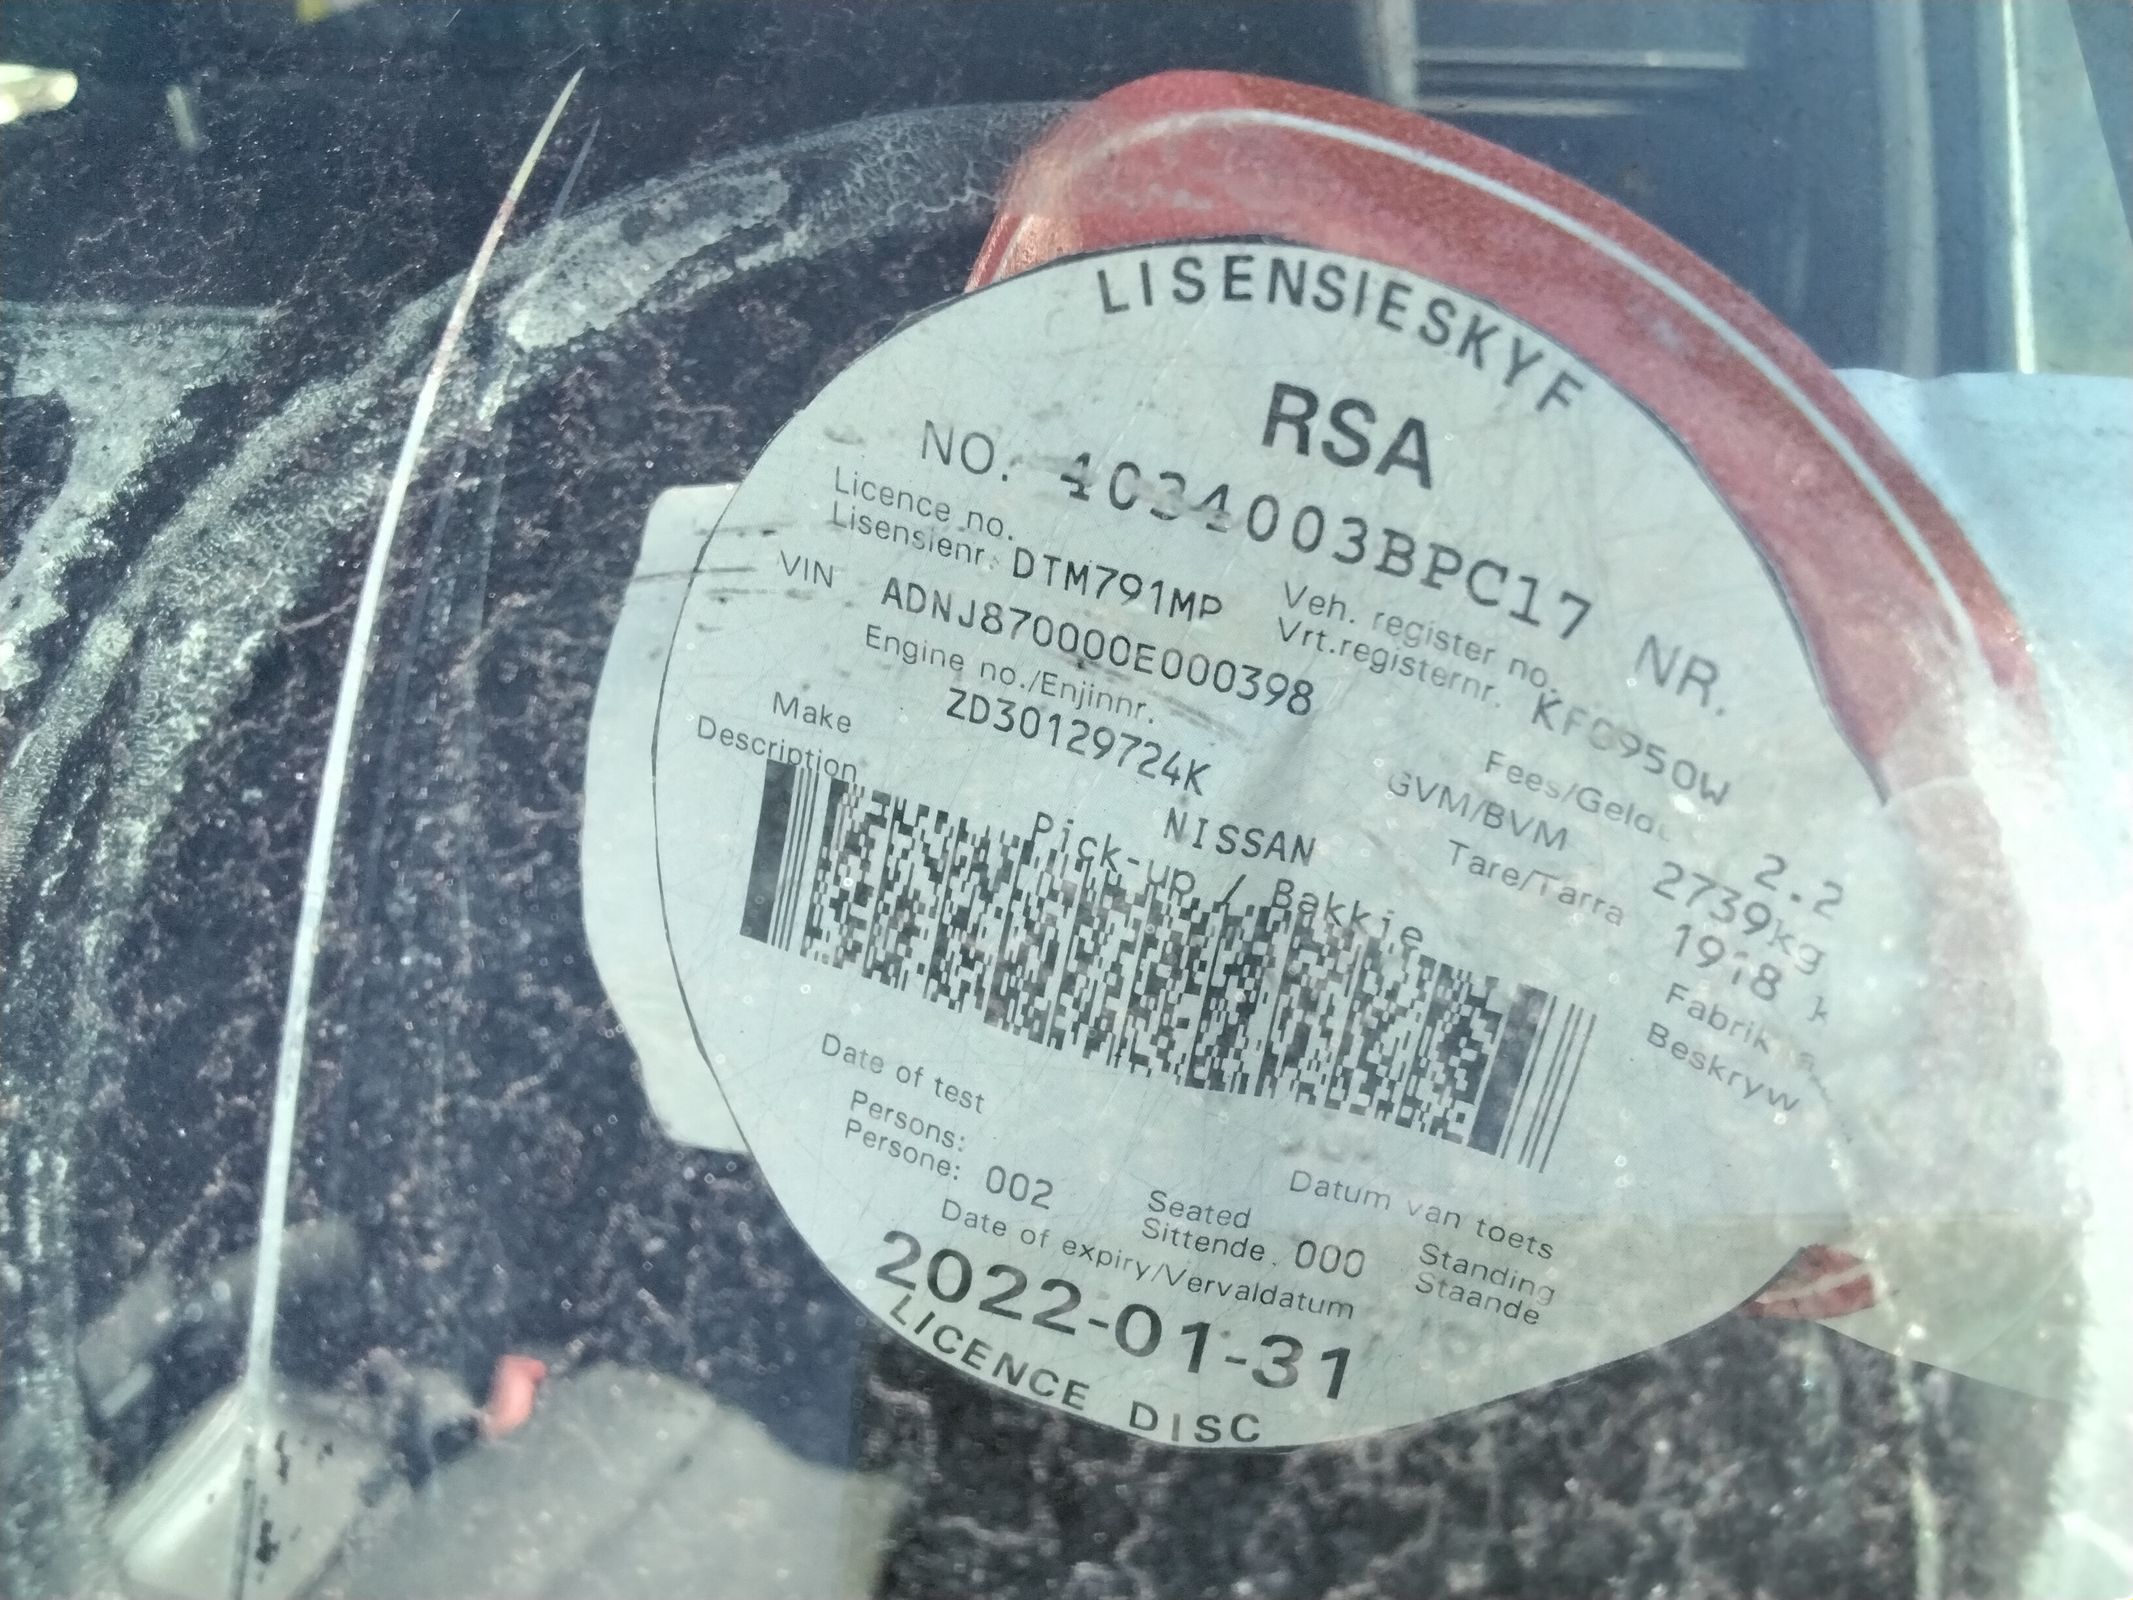 LISENSIESKYF
RSA
NO. 4034003BPC17 NR.
Licence no.
Lisensienr. DTM791MP
Veh. register no.
Vrt.registernr.
VIN ADNJ870000E000398
Engine no./Enjinnr.
ZD30129724K
Fees/Geld
2.2
GVM/BVM 2739kg
Tare/Tarra
Make NISSAN
Description Pick-up / Bakkie Beskryw
Date of test
Datum van toets
Persons:
Persone: 002
Seated
Sittende 000
Standing
Staande
Date of expiry/Vervaldatum
2022-01-31
LICENCE DISC